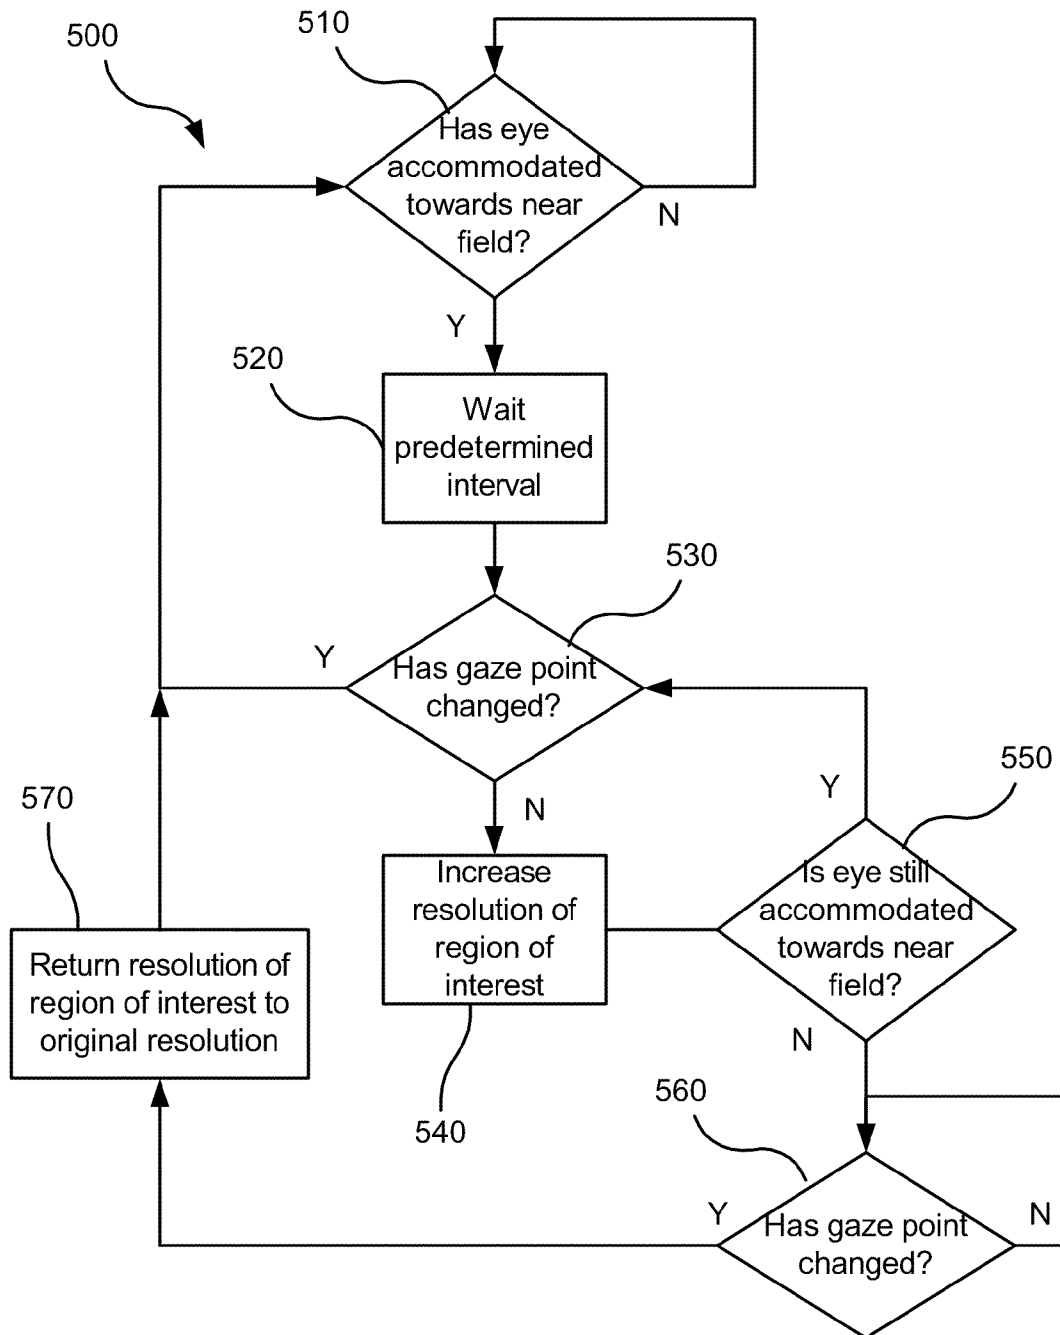 500
510
Has eye
accommodated
towards near
field?
N
Y
520
Wait
predetermined
interval
530
Y
Has gaze point
changed?
N
550
Y
570
Increase
resolution of
region of
interest
Is eye still
accommodated
towards near
field?
Return resolution of
region of interest to
original resolution
N
540
560
Y
Has gaze point
changed?
N